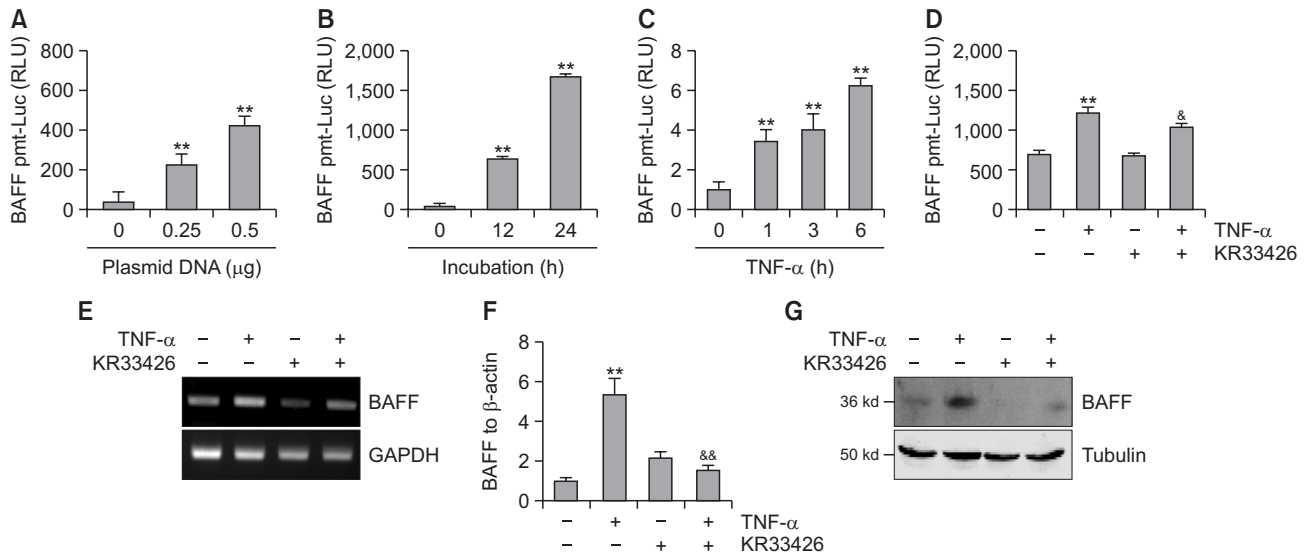 A
BAFF pmt-Luc (RLU)
800
600
400
200
0
**
**
0 0.25 0.5
Plasmid DNA (μg)
B
BAFF pmt-Luc (RLU)
2,000
1,500
1,000
500
0
**
**
0 12 24
Incubation (h)
C
BAFF pmt-Luc (RLU)
8
6
4
2
0
**
**
**
0 1 3 6
TNF-α (h)
D
BAFF pmt-Luc (RLU)
2,000
1,500
1,000
500
0
**
&
− + − + TNF-α
− − + + KR33426
E
TNF-α − + − +
KR33426 − − + +
BAFF
GAPDH
F
BAFF to β-actin
8
6
4
2
0
**
&&
− + − + TNF-α
− − + + KR33426
G
TNF-α − + − +
KR33426 − − + +
36 kd BAFF
50 kd Tubulin